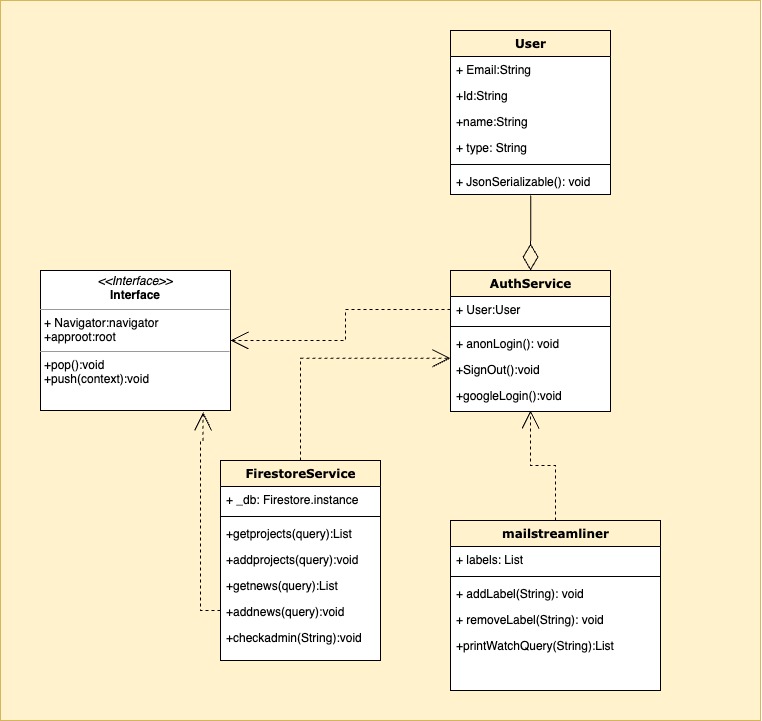 User
+ Email:String
+Id:String
+name:String
+ type: String
+ JsonSerializable(): void
<<Interface>>
Interface
+ Navigator:navigator
+approot:root
+pop():void
+push(context):void
AuthService
+ User:User
+ anonLogin(): void
+SignOut():void
+googleLogin():void
FirestoreService
+ _db: Firestore.instance
+getprojects(query):List
+addprojects(query):void
+getnews(query):List
+addnews(query):void
+checkadmin(String):void
mailstreamliner
+ labels: List
+ addLabel(String): void
+ removeLabel(String): void
+printWatchQuery(String):List